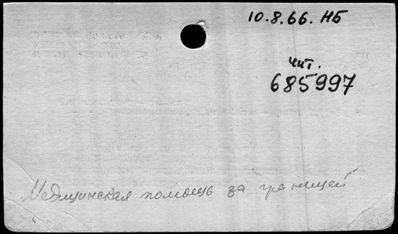 10.8.66. НБ
чит.
685997
Медицинская помощь за границей